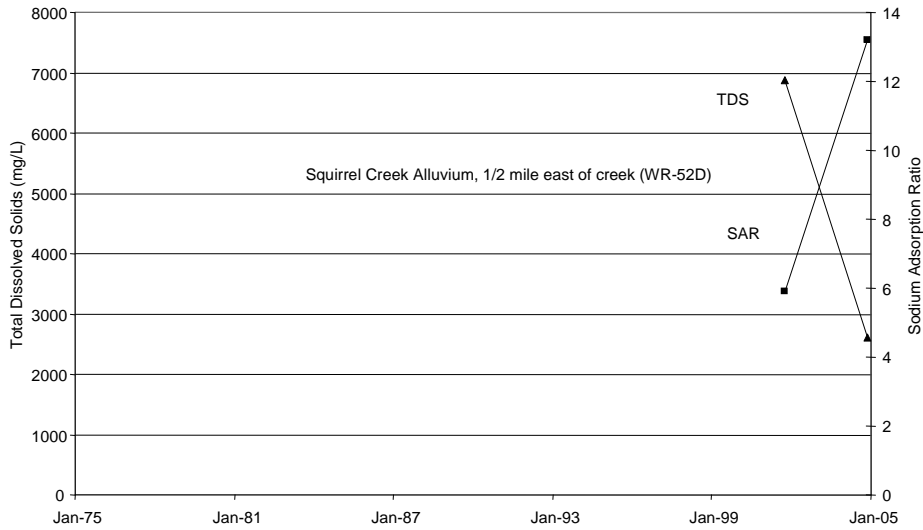 8000
7000
6000
5000
4000
3000
2000
1000
0
Total Dissolved Solids (mg/L)
TDS
Squirrel Creek Alluvium, 1/2 mile east of creek (WR-52D)
SAR
14
12
10
8
6
4
2
0
Sodium Adsorption Ratio
Jan-75
Jan-81
Jan-87
Jan-93
Jan-99
Jan-05